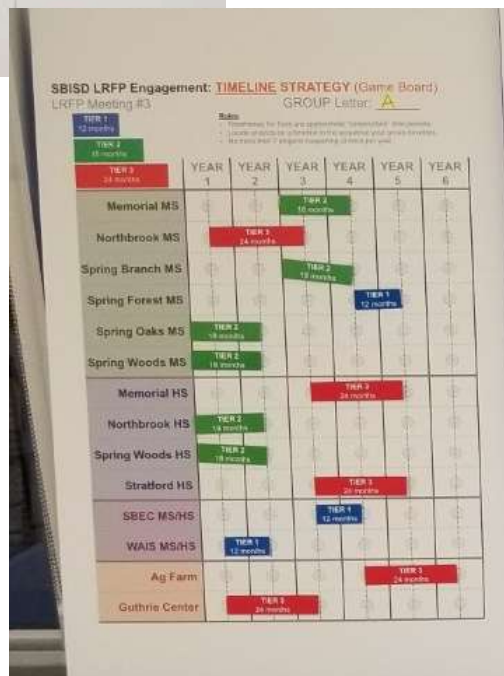 SBISD LRFP Engagement: TIMELINE STRATEGY (Game Board)
LRFP Meeting #3 GROUP Letter: A
TIER 1
12 months
TIER 2
18 months
TIER 3
24 months
Rules:
YEAR 1 YEAR 2 YEAR 3 YEAR 4 YEAR 5 YEAR 6
Memorial MS TIER 2 18 months
Northbrook MS TIER 3 24 months
Spring Branch MS TIER 2 18 months
Spring Forest MS TIER 1 12 months
Spring Oaks MS TIER 2 18 months
Spring Woods MS TIER 2 18 months
Memorial HS TIER 3 24 months
Northbrook HS TIER 2 18 months
Spring Woods HS TIER 2 18 months
Stratford HS TIER 3 24 months
SBEC MS/HS TIER 1 12 months
WAIS MS/HS TIER 1 12 months
Ag Farm TIER 3 24 months
Guthrie Center TIER 3 24 months